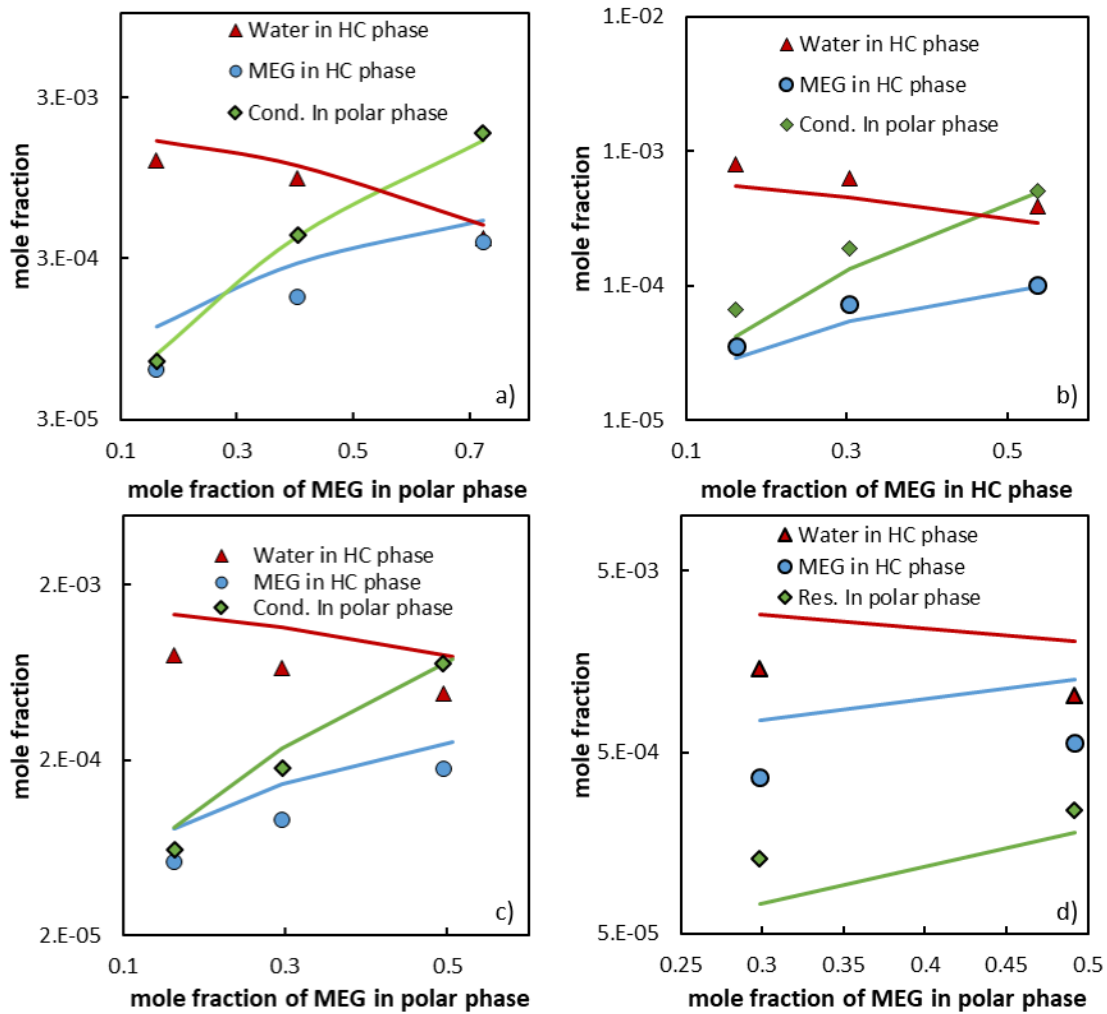 Water in HC phase
MEG in HC phase
Cond. In polar phase
3.E-03
3.E-04
3.E-05
mole fraction
0.1 0.3 0.5 0.7
mole fraction of MEG in polar phase
a)
Water in HC phase
MEG in HC phase
Cond. In polar phase
1.E-02
1.E-03
1.E-04
1.E-05
mole fraction
0.1 0.3 0.5
mole fraction of MEG in HC phase
b)
Water in HC phase
MEG in HC phase
Cond. In polar phase
2.E-03
2.E-04
2.E-05
mole fraction
0.1 0.3 0.5
mole fraction of MEG in polar phase
c)
Water in HC phase
MEG in HC phase
Res. In polar phase
5.E-03
5.E-04
5.E-05
mole fraction
0.25 0.3 0.35 0.4 0.45 0.5
mole fraction of MEG in polar phase
d)